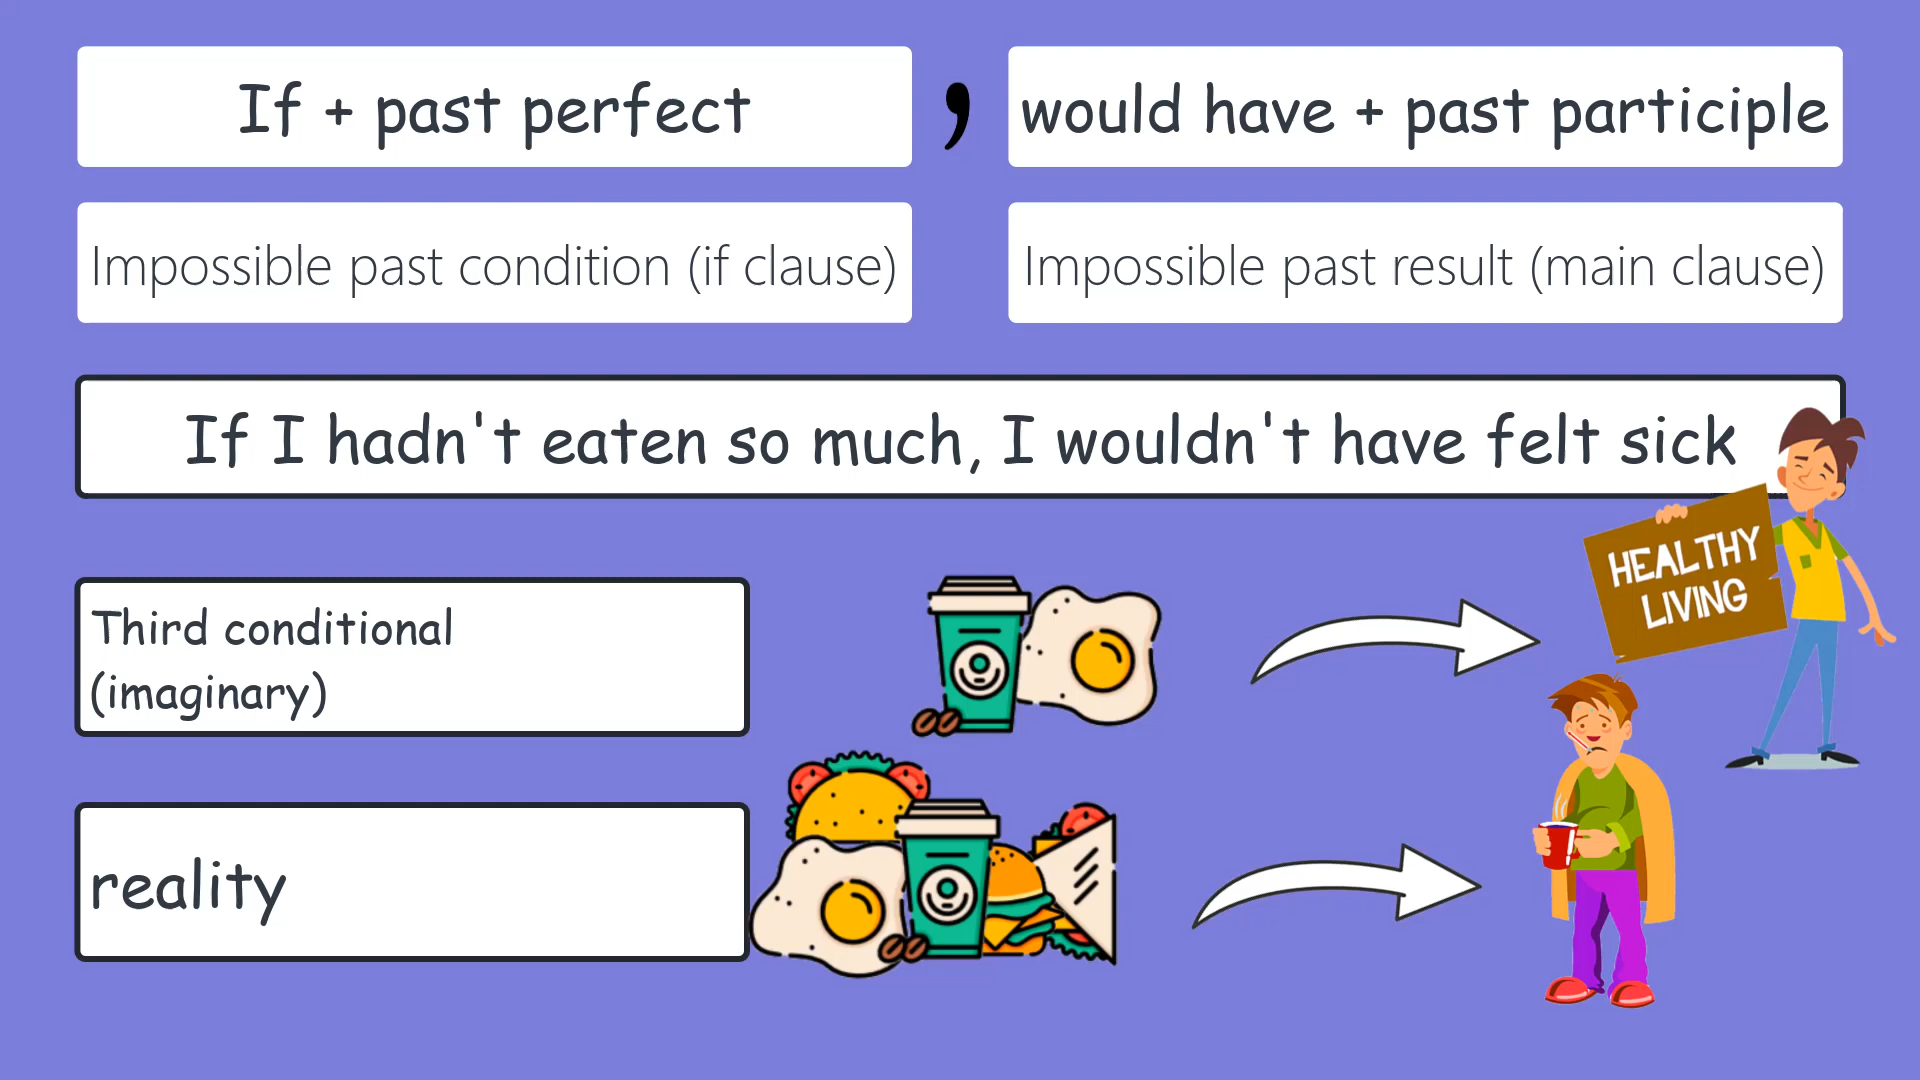 If + past perfect , would have + past participle
Impossible past condition (if clause) Impossible past result (main clause)
If I hadn't eaten so much, I wouldn't have felt sick
HEALTHY
LIVING
Third conditional
(imaginary)
reality